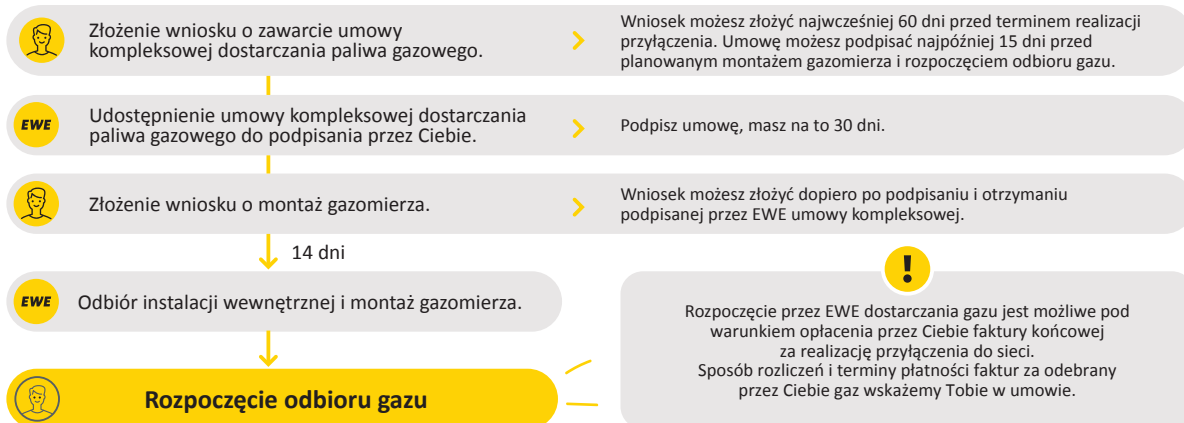 Złożenie wniosku o zawarcie umowy
kompleksowej dostarczania paliwa gazowego.
Wniosek możesz złożyć najwcześniej 60 dni przed terminem realizacji
przyłączenia. Umowę możesz podpisać najpóźniej 15 dni przed
planowanym montażem gazomierza i rozpoczęciem odbioru gazu.
EWE
Udostępnienie umowy kompleksowej dostarczania
paliwa gazowego do podpisania przez Ciebie.
Podpisz umowę, masz na to 30 dni.
Złożenie wniosku o montaż gazomierza.
Wniosek możesz złożyć dopiero po podpisaniu i otrzymaniu
podpisanej przez EWE umowy kompleksowej.
14 dni
EWE
Odbiór instalacji wewnętrznej i montaż gazomierza.
Rozpoczęcie odbioru gazu
!
Rozpoczęcie przez EWE dostarczania gazu jest możliwe pod
warunkiem opłacenia przez Ciebie faktury końcowej
za realizację przyłączenia do sieci.
Sposób rozliczeń i terminy płatności faktur za odebrany
przez Ciebie gaz wskażemy Tobie w umowie.